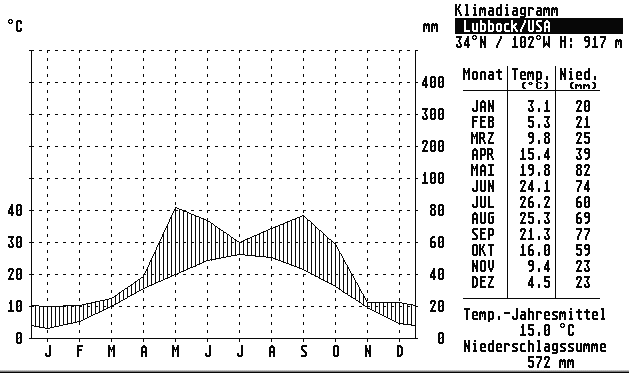 Klimadiagramm
Lubbock/USA
34°N / 102°W H: 917 m
°C
mm
400
300
200
100
40 80
30 60
20 40
10 20
0 0
J F M A M J J A S O N D
Monat Temp. Nied.
(°C) (mm)
JAN 3.1 20
FEB 5.3 21
MRZ 9.8 25
APR 15.4 39
MAI 19.8 82
JUN 24.1 74
JUL 26.2 60
AUG 25.3 69
SEP 21.3 77
OKT 16.0 59
NOV 9.4 23
DEZ 4.5 23
Temp.-Jahresmittel
15.0 °C
Niederschlagssumme
572 mm